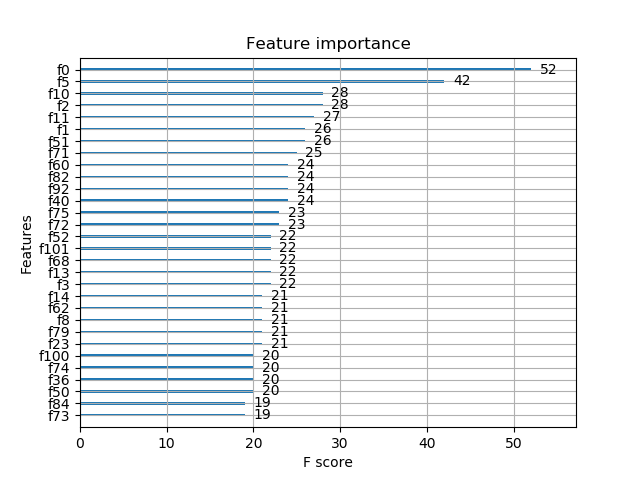 Feature importance
f0 52
f5 42
f10 28
f2 28
f11 27
f1 26
f51 26
f71 25
f60 24
f82 24
f92 24
f40 24
f75 23
f72 23
f52 22
f101 22
f68 22
f13 22
f3 22
f14 21
f62 21
f8 21
f79 21
f23 21
f100 20
f74 20
f36 20
f50 20
f84 19
f73 19
Features
0 10 20 30 40 50
F score